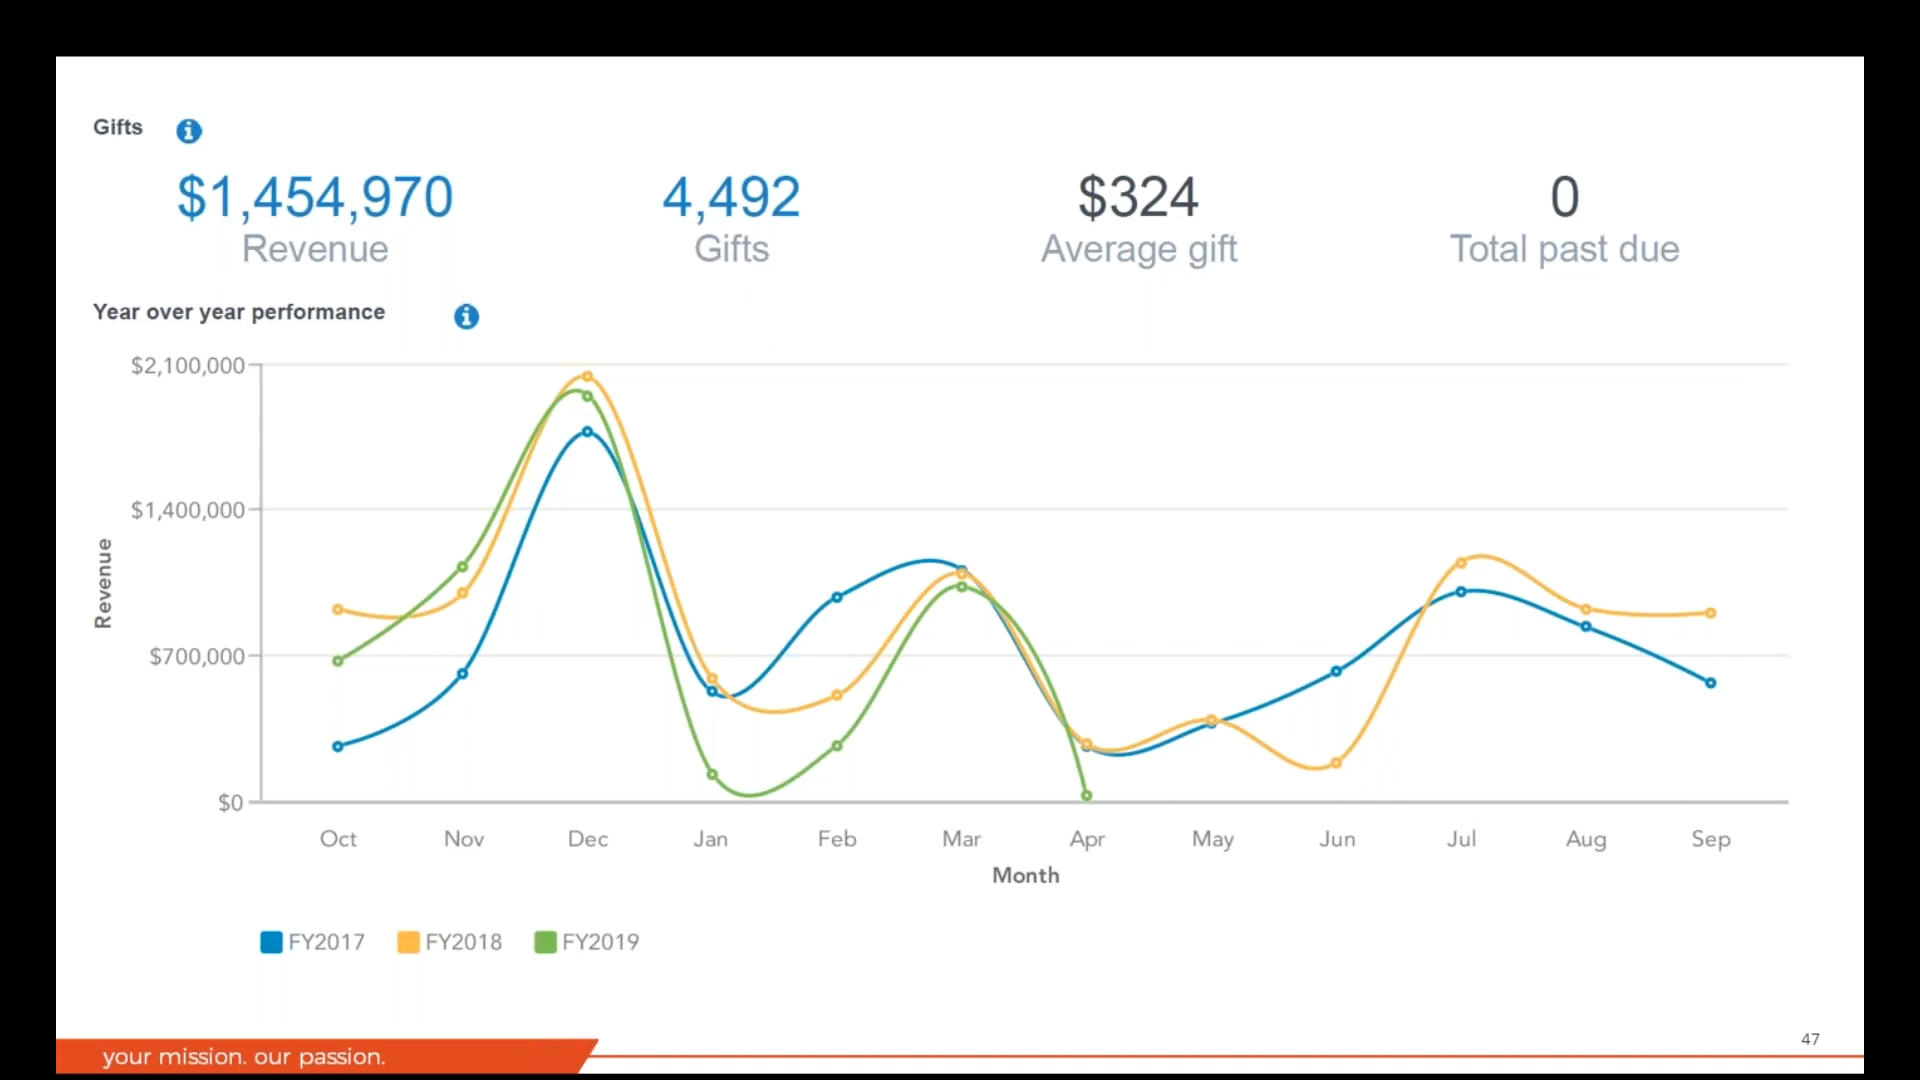 Gifts
$1,454,970 4,492 $324 0
Revenue Gifts Average gift Total past due
Year over year performance
$2,100,000
$1,400,000
$700,000
$0
Revenue
Oct Nov Dec Jan Feb Mar Apr May Jun Jul Aug Sep
Month
FY2017 FY2018 FY2019
47
your mission. our passion.